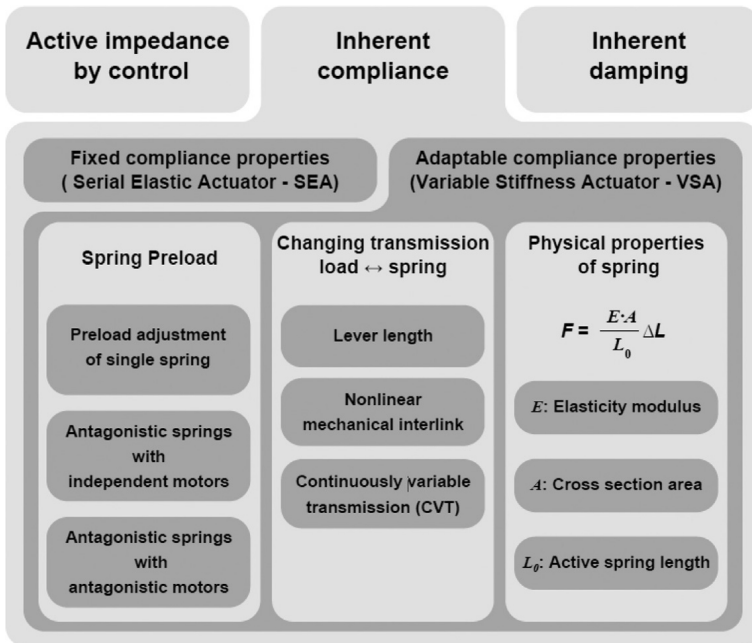 Active impedance
by control
Inherent
compliance
Inherent
damping
Fixed compliance properties
( Serial Elastic Actuator - SEA)
Adaptable compliance properties
(Variable Stiffness Actuator - VSA)
Spring Preload
Preload adjustment
of single spring
Antagonistic springs
with
independent motors
Antagonistic springs
with
antagonistic motors
Changing transmission
load ↔ spring
Lever length
Nonlinear
mechanical interlink
Continuously variable
transmission (CVT)
Physical properties
of spring
F = E·A / L₀ ΔL
E: Elasticity modulus
A: Cross section area
L₀: Active spring length